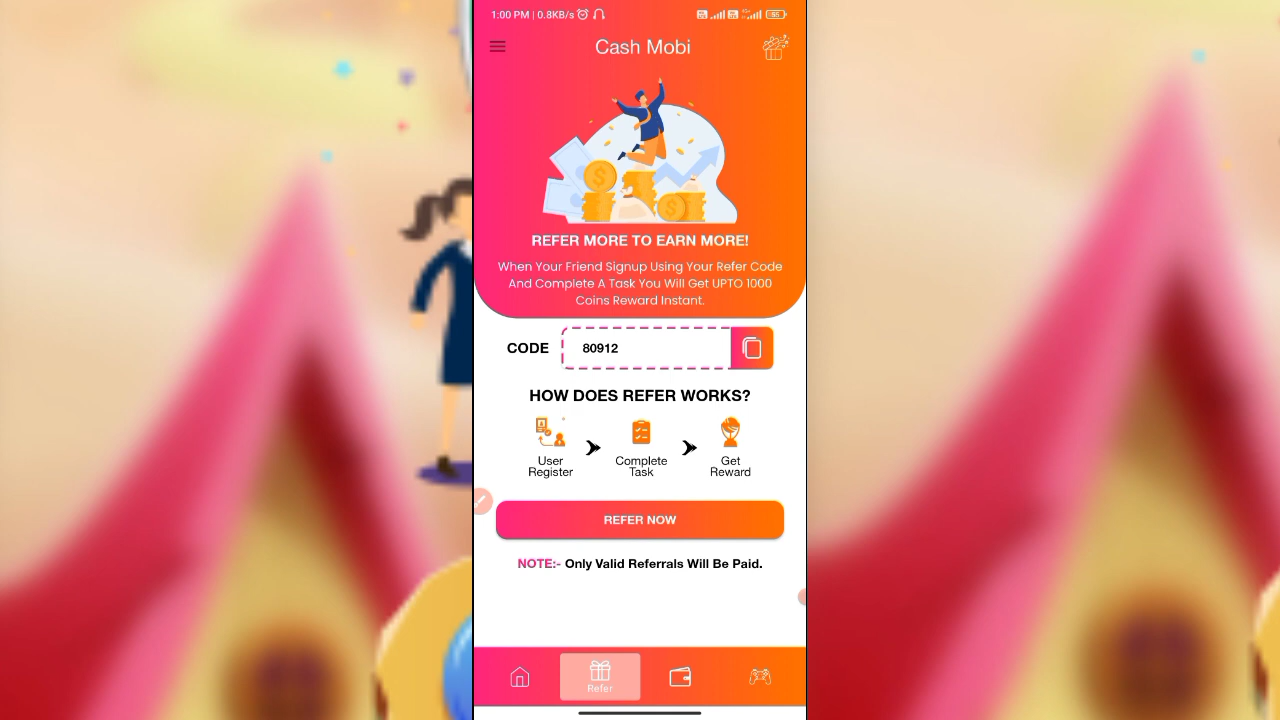 1:00 PM | 0.8KB/s
Cash Mobi
REFER MORE TO EARN MORE!
When Your Friend Signup Using Your Refer Code
And Complete A Task You Will Get UPTO 1000
Coins Reward Instant.
CODE 80912
HOW DOES REFER WORKS?
User Register
Complete Task
Get Reward
REFER NOW
NOTE:- Only Valid Referrals Will Be Paid.
Refer